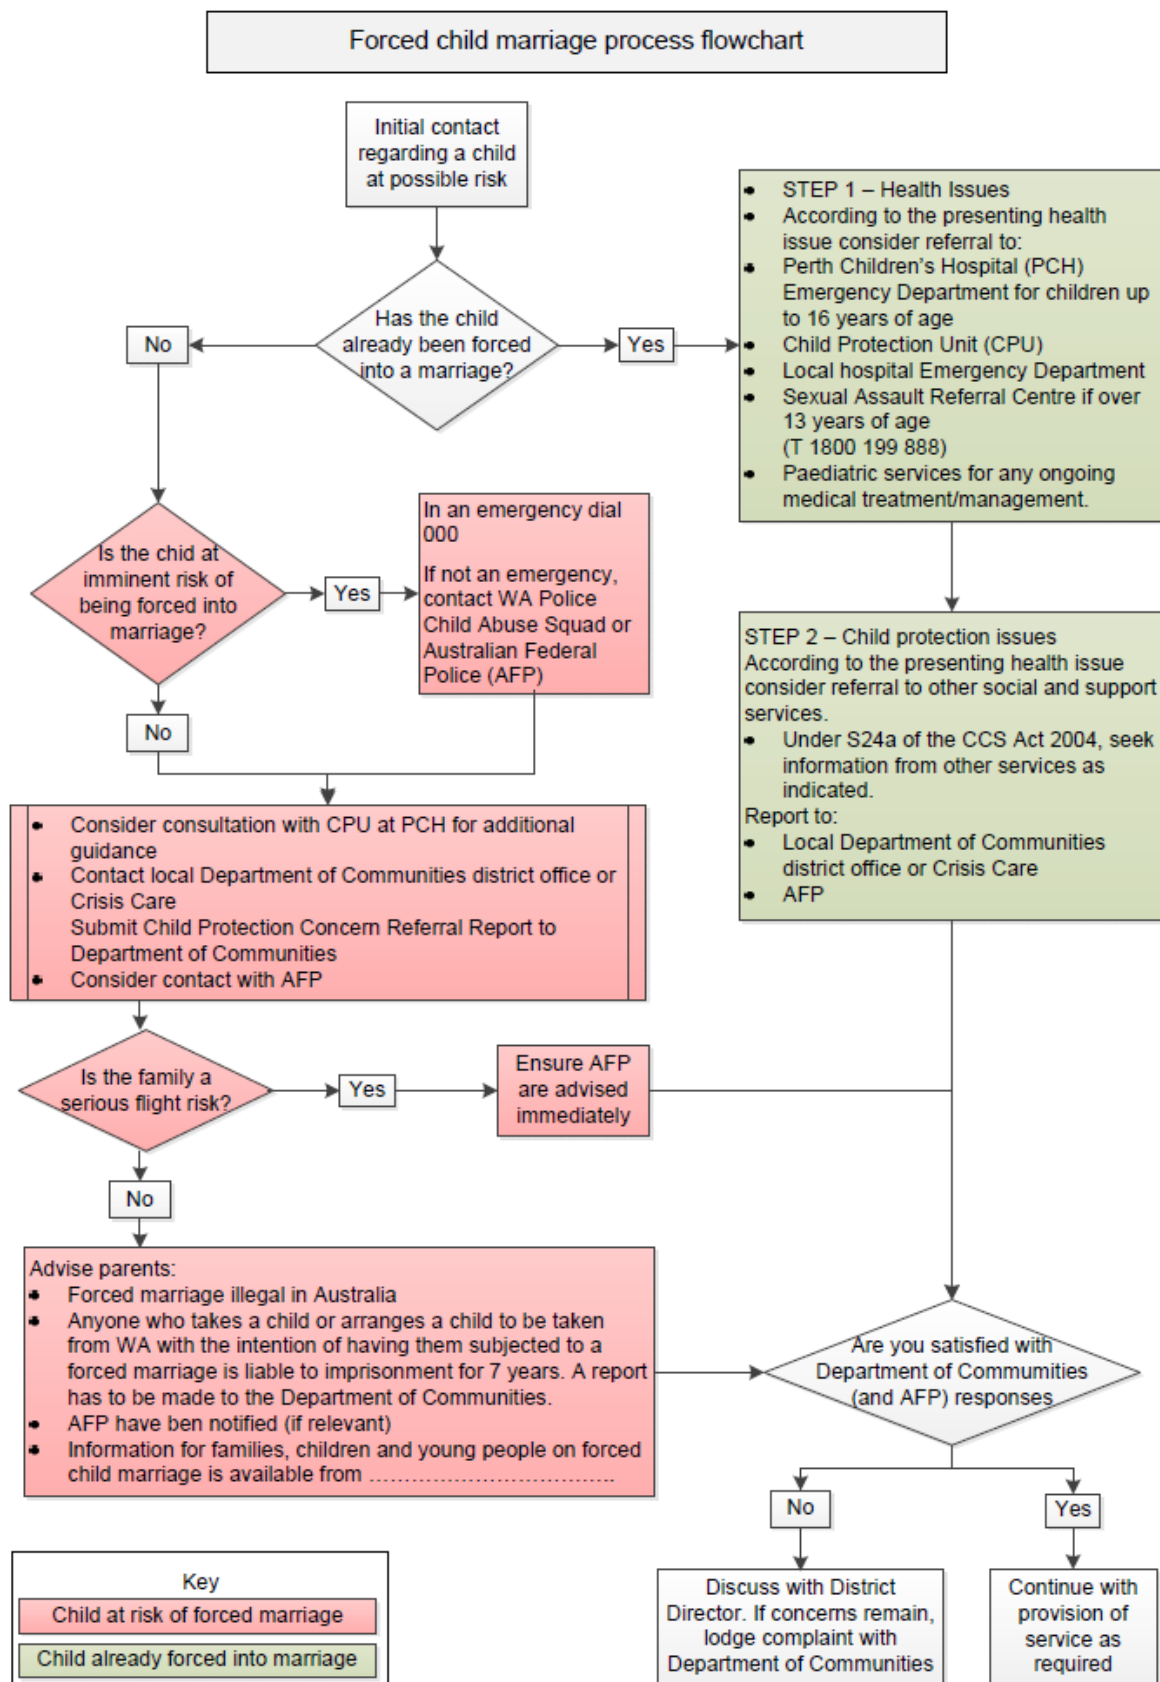 Forced child marriage process flowchart
Initial contact
regarding a child
at possible risk
Has the child
already been forced
into a marriage?
No
Yes
• STEP 1 – Health Issues
• According to the presenting health
issue consider referral to:
• Perth Children's Hospital (PCH)
Emergency Department for children up
to 16 years of age
• Child Protection Unit (CPU)
• Local hospital Emergency Department
• Sexual Assault Referral Centre if over
13 years of age
(T 1800 199 888)
• Paediatric services for any ongoing
medical treatment/management.
Is the chid at
imminent risk of
being forced into
marriage?
Yes
In an emergency dial
000
If not an emergency,
contact WA Police
Child Abuse Squad or
Australian Federal
Police (AFP)
No
STEP 2 – Child protection issues
According to the presenting health issue
consider referral to other social and support
services.
• Under S24a of the CCS Act 2004, seek
information from other services as
indicated.
Report to:
• Local Department of Communities
district office or Crisis Care
• AFP
• Consider consultation with CPU at PCH for additional
guidance
• Contact local Department of Communities district office or
Crisis Care
Submit Child Protection Concern Referral Report to
Department of Communities
• Consider contact with AFP
Is the family a
serious flight risk?
Yes
Ensure AFP
are advised
immediately
No
Advise parents:
• Forced marriage illegal in Australia
• Anyone who takes a child or arranges a child to be taken
from WA with the intention of having them subjected to a
forced marriage is liable to imprisonment for 7 years. A report
has to be made to the Department of Communities.
• AFP have ben notified (if relevant)
• Information for families, children and young people on forced
child marriage is available from ……………………………….
Are you satisfied with
Department of Commumities
(and AFP) responses
No
Yes
Discuss with District
Director. If concerns remain,
lodge complaint with
Department of Communities
Continue with
provision of
service as
required
Key
Child at risk of forced marriage
Child already forced into marriage